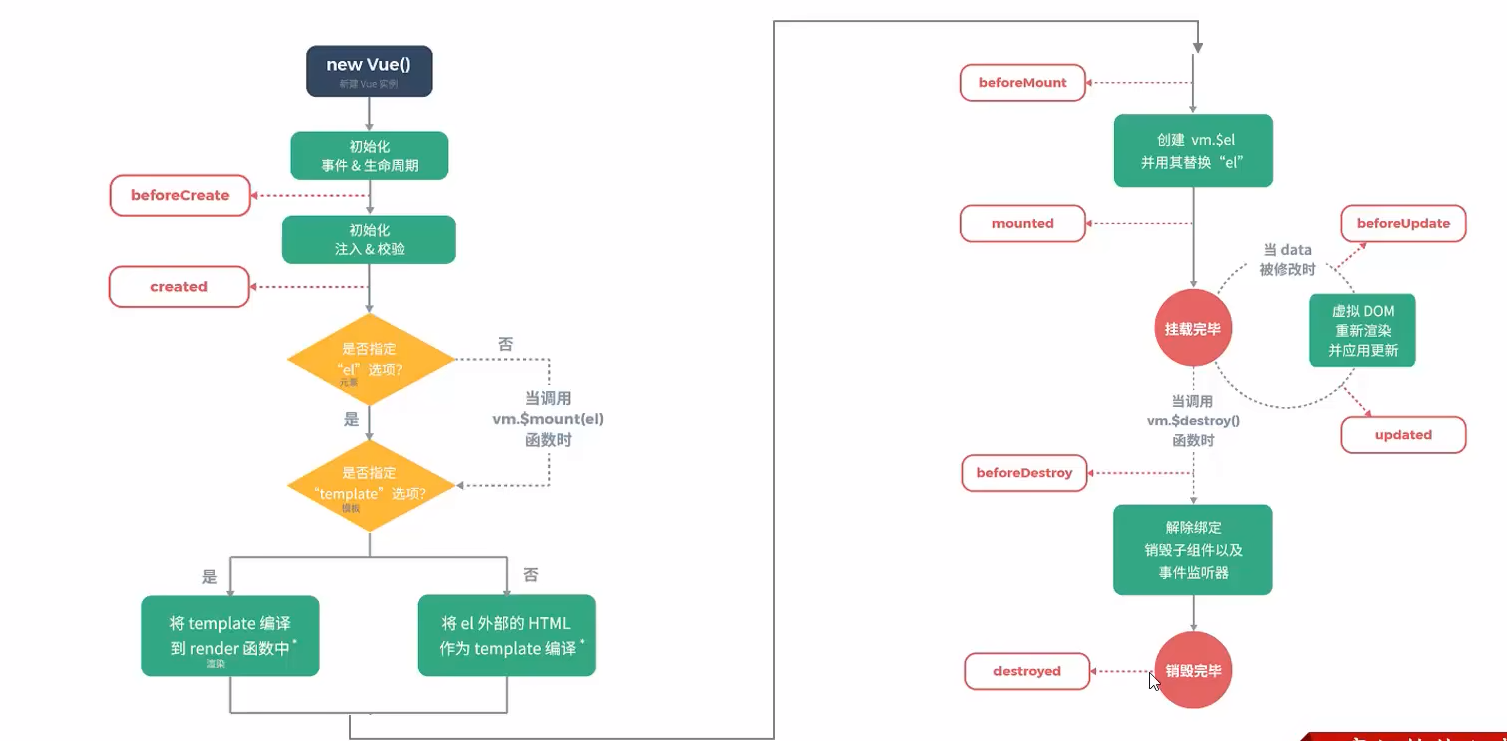 new Vue()
新建 Vue 实例
初始化
事件 & 生命周期
beforeCreate
初始化
注入 & 校验
created
是否指定
“el”选项?
元素
否
当调用
vm.$mount(el)
函数时
是
是否指定
“template”选项?
模板
是
否
将 template 编译
到 render 函数中*
渲染
将 el 外部的 HTML
作为 template 编译*
beforeMount
创建 vm.$el
并用其替换“el”
mounted
beforeUpdate
当 data
被修改时
挂载完毕
虚拟 DOM
重新渲染
并应用更新
updated
当调用
vm.$destroy()
函数时
beforeDestroy
解除绑定
销毁子组件以及
事件监听器
销毁完毕
destroyed